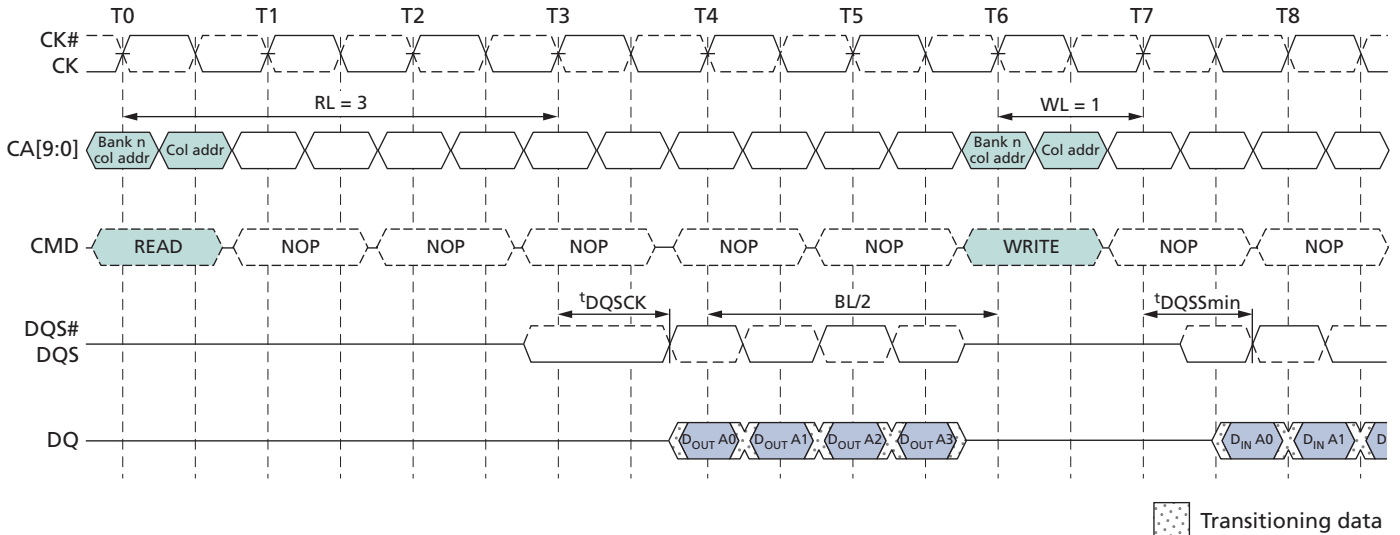 T0 T1 T2 T3 T4 T5 T6 T7 T8
CK#
CK
RL = 3 WL = 1
CA[9:0] Bank n col addr Col addr Bank n col addr Col addr
CMD READ NOP NOP NOP NOP NOP WRITE NOP NOP
tDQSCK BL/2 tDQSSmin
DQS#
DQS
DQ DOUT A0 DOUT A1 DOUT A2 DOUT A3 DIN A0 DIN A1 D
Transitioning data